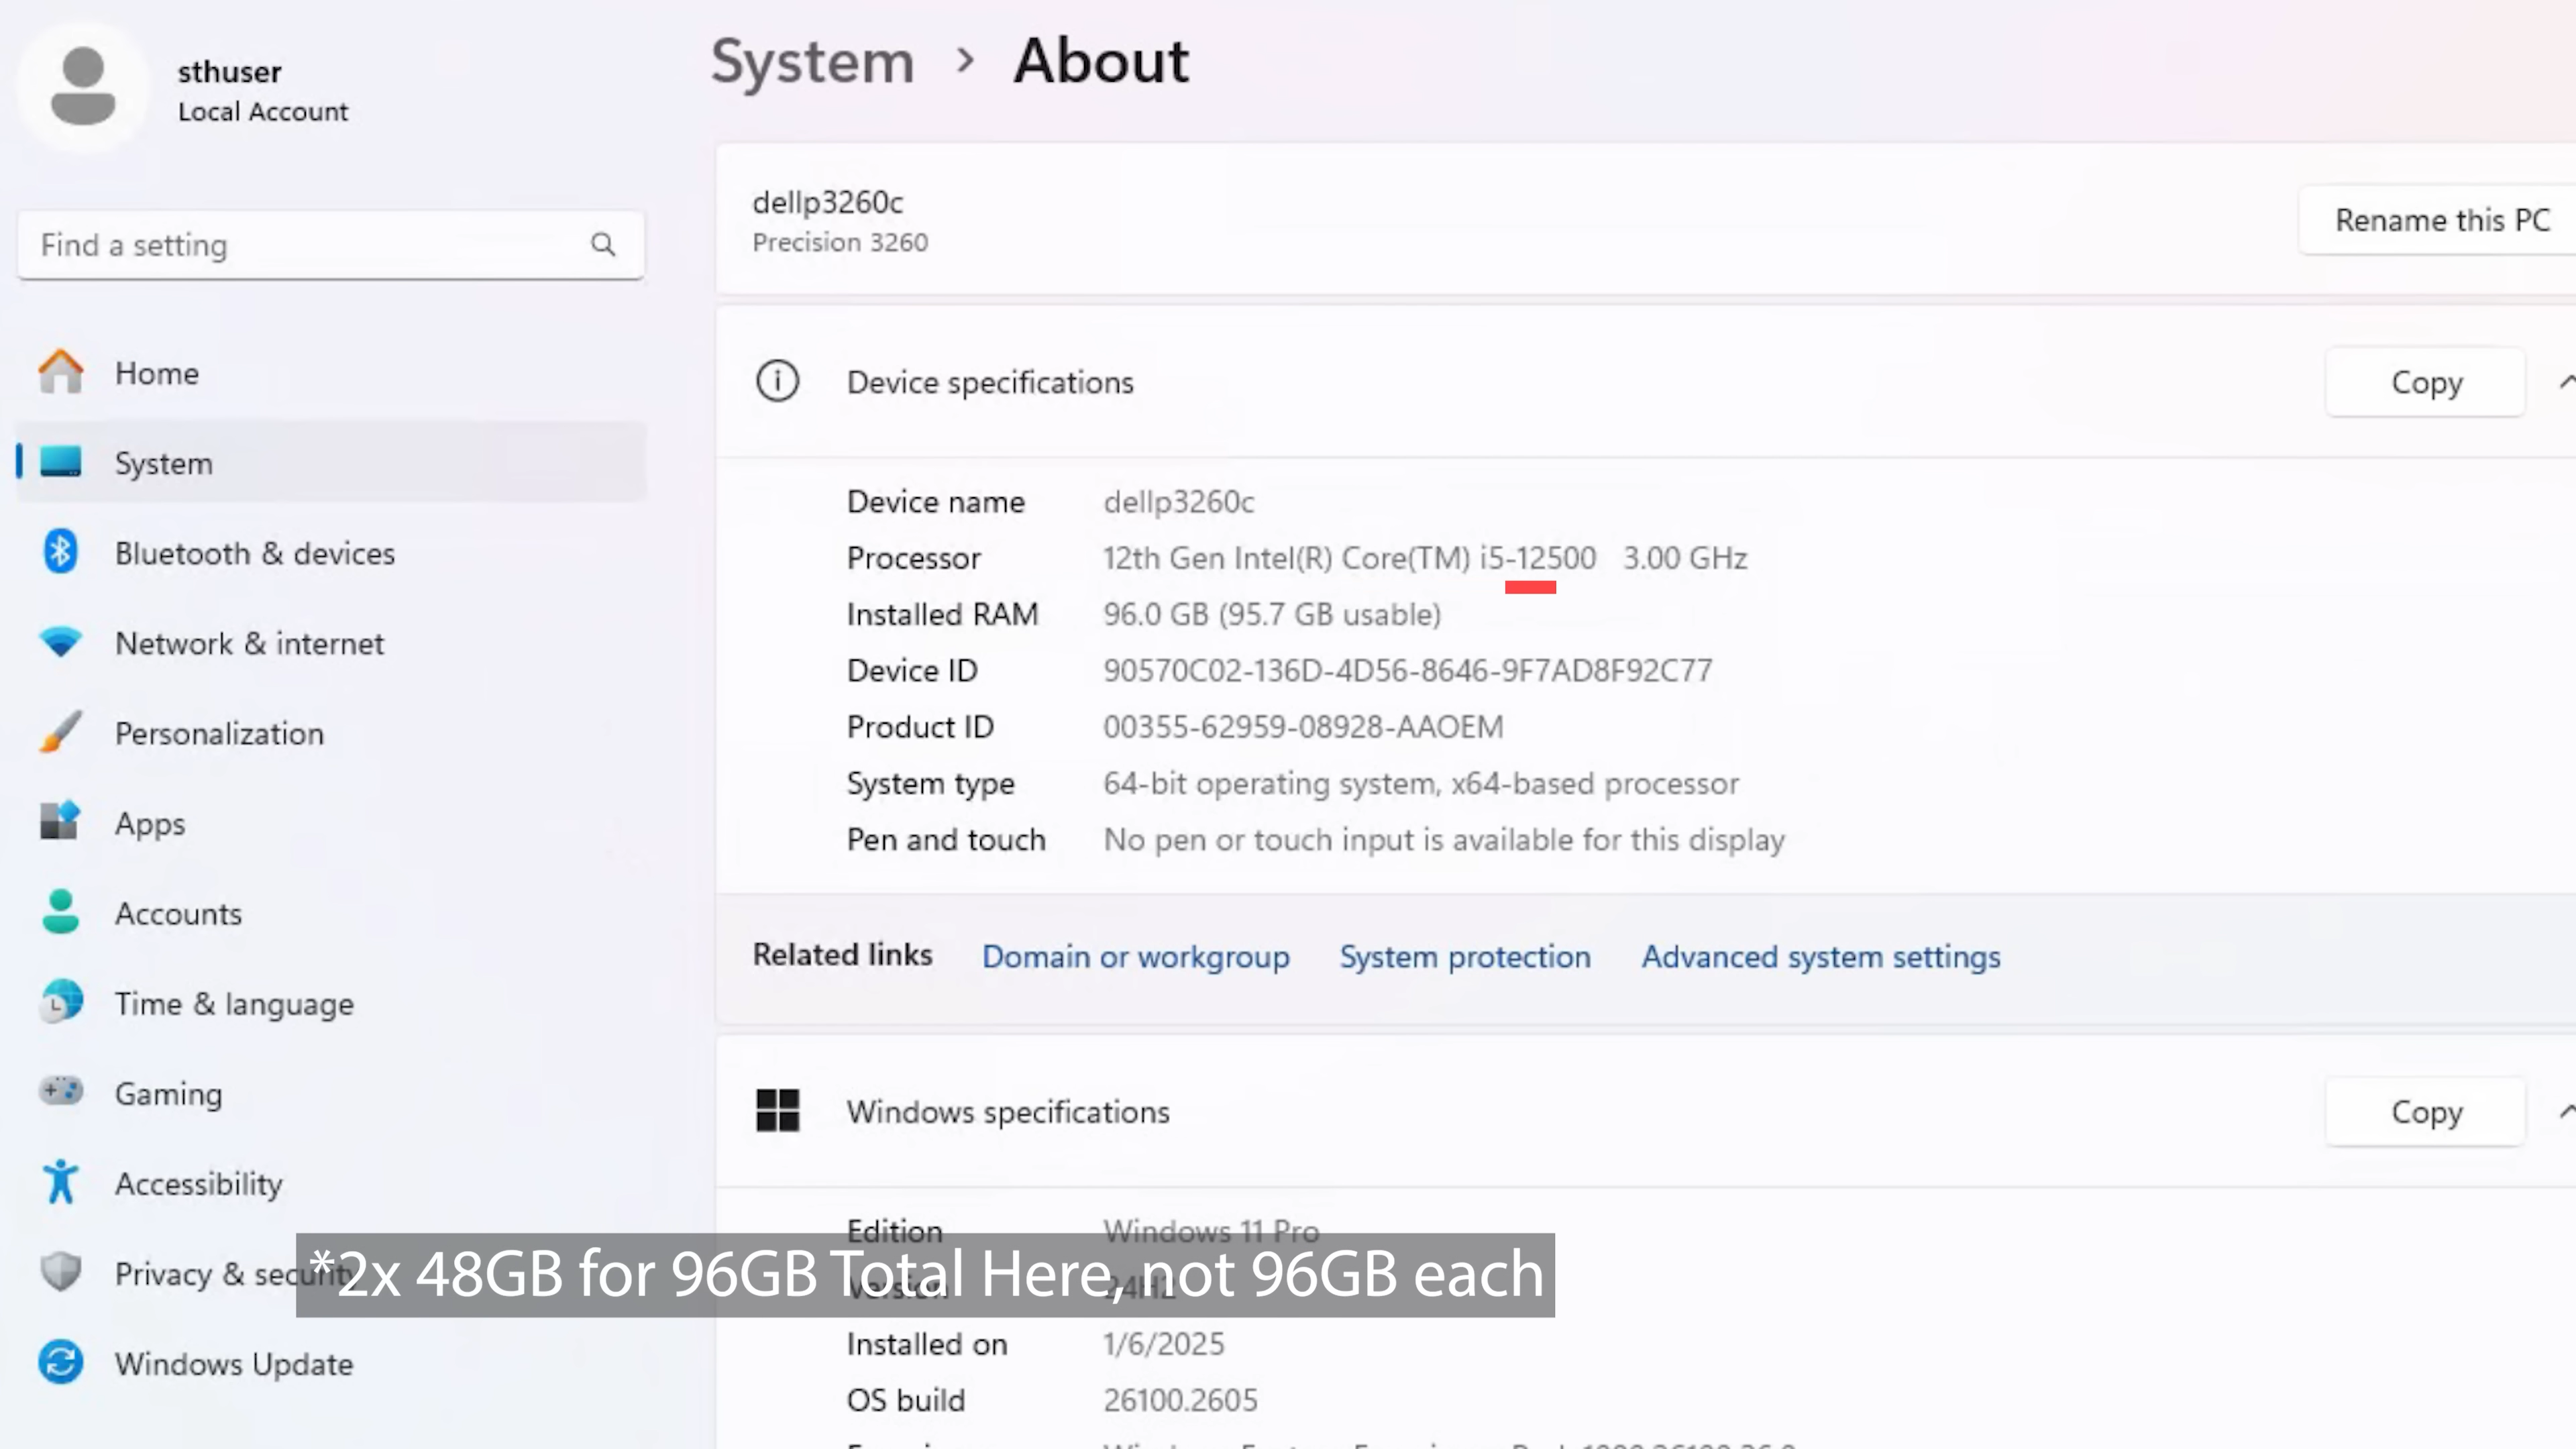 sthuser
Local Account
Find a setting
Home
System
Bluetooth & devices
Network & internet
Personalization
Apps
Accounts
Time & language
Gaming
Accessibility
Privacy & security
Windows Update
System > About
dellp3260c
Precision 3260
Rename this PC
Device specifications
Copy
Device name dellp3260c
Processor 12th Gen Intel(R) Core(TM) i5-12500 3.00 GHz
Installed RAM 96.0 GB (95.7 GB usable)
Device ID 90570C02-136D-4D56-8646-9F7AD8F92C77
Product ID 00355-62959-08928-AAOEM
System type 64-bit operating system, x64-based processor
Pen and touch No pen or touch input is available for this display
Related links Domain or workgroup System protection Advanced system settings
Windows specifications
Copy
Edition Windows 11 Pro
Version 24H2
*2x 48GB for 96GB Total Here, not 96GB each
Installed on 1/6/2025
OS build 26100.2605